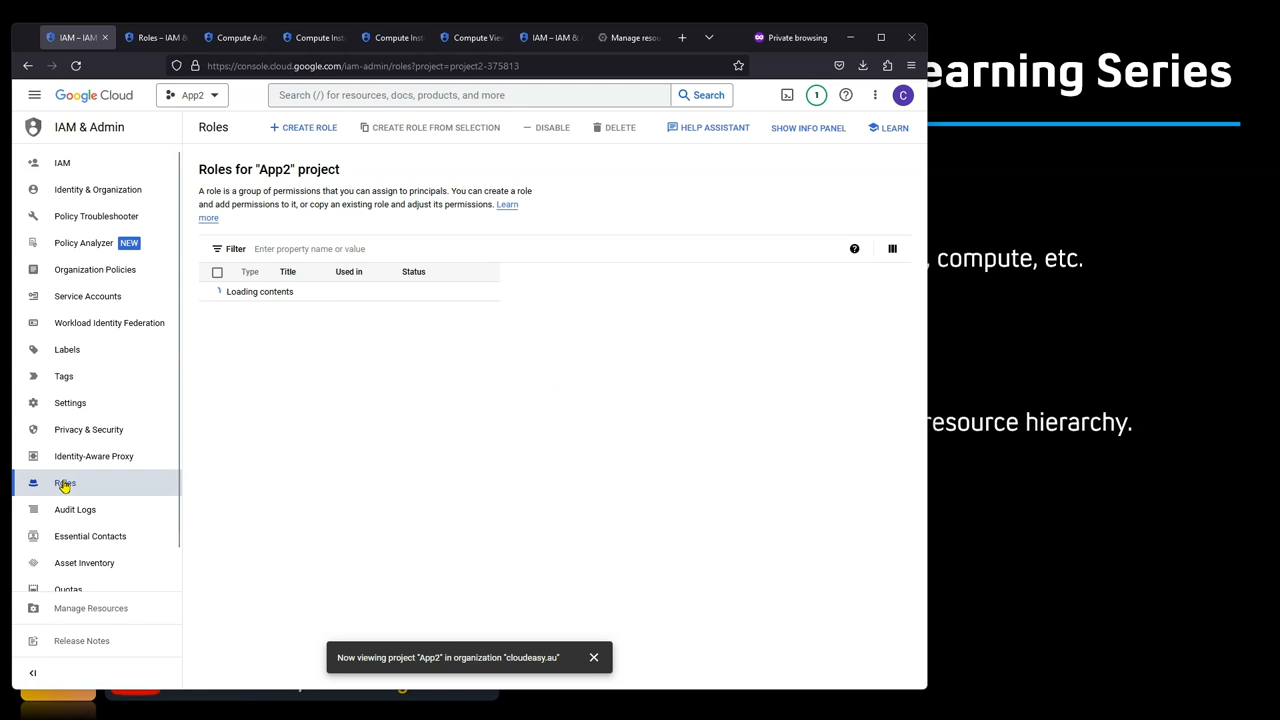 IAM – IAM
Roles – IAM &
Compute Adm
Compute Inst
Compute Inst
Compute View
IAM – IAM &
Manage resou
Private browsing
https://console.cloud.google.com/iam-admin/roles?project=project2-375813
Google Cloud
App2
Search (/) for resources, docs, products, and more
Search
1
C
earning Series
IAM & Admin
Roles
CREATE ROLE
CREATE ROLE FROM SELECTION
DISABLE
DELETE
HELP ASSISTANT
SHOW INFO PANEL
LEARN
IAM
Identity & Organization
Policy Troubleshooter
Policy Analyzer NEW
Organization Policies
Service Accounts
Workload Identity Federation
Labels
Tags
Settings
Privacy & Security
Identity-Aware Proxy
Roles
Audit Logs
Essential Contacts
Asset Inventory
Quotas
Manage Resources
Release Notes
Roles for "App2" project
A role is a group of permissions that you can assign to principals. You can create a role
and add permissions to it, or copy an existing role and adjust its permissions. Learn
more
Filter Enter property name or value
Type Title Used in Status
Loading contents
, compute, etc.
resource hierarchy.
Now viewing project "App2" in organization "cloudeasy.au"